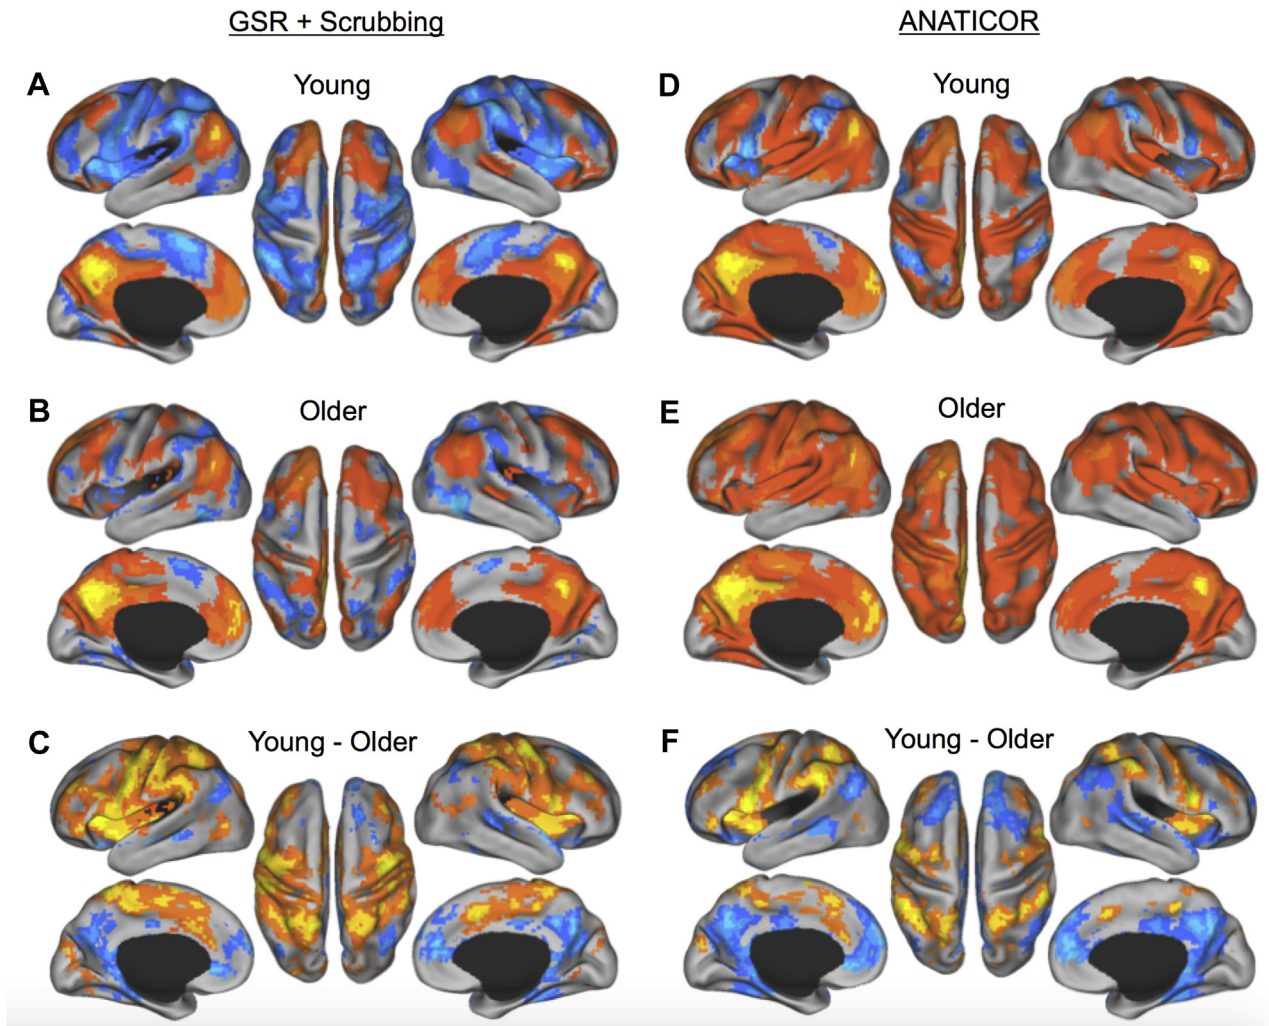 GSR + Scrubbing
ANATICOR
A
Young
D
Young
B
Older
E
Older
C
Young - Older
F
Young - Older